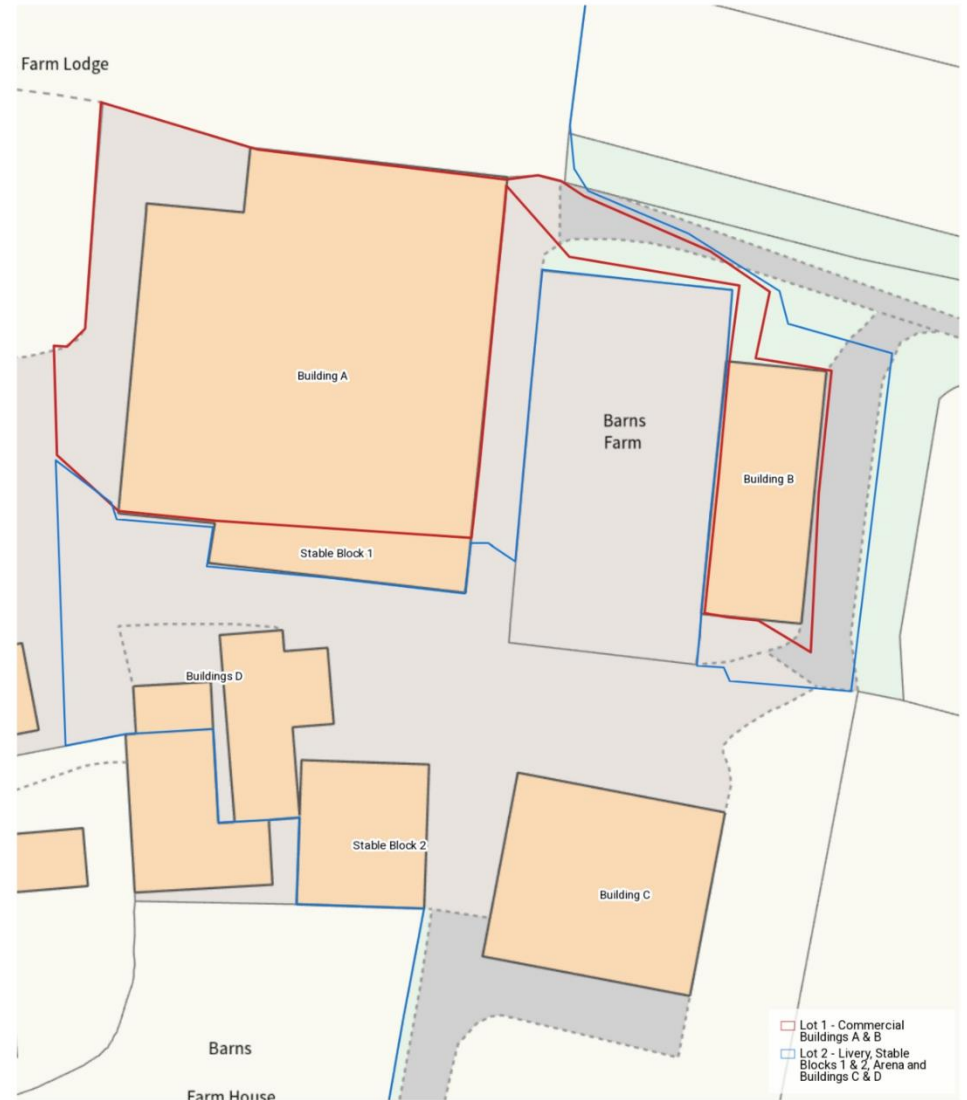 Farm Lodge
Building A
Barns
Farm
Building B
Stable Block 1
Buildings D
Stable Block 2
Building C
Barns
Farm House
Lot 1 - Commercial
Buildings A & B
Lot 2 - Livery, Stable
Blocks 1 & 2, Arena and
Buildings C & D